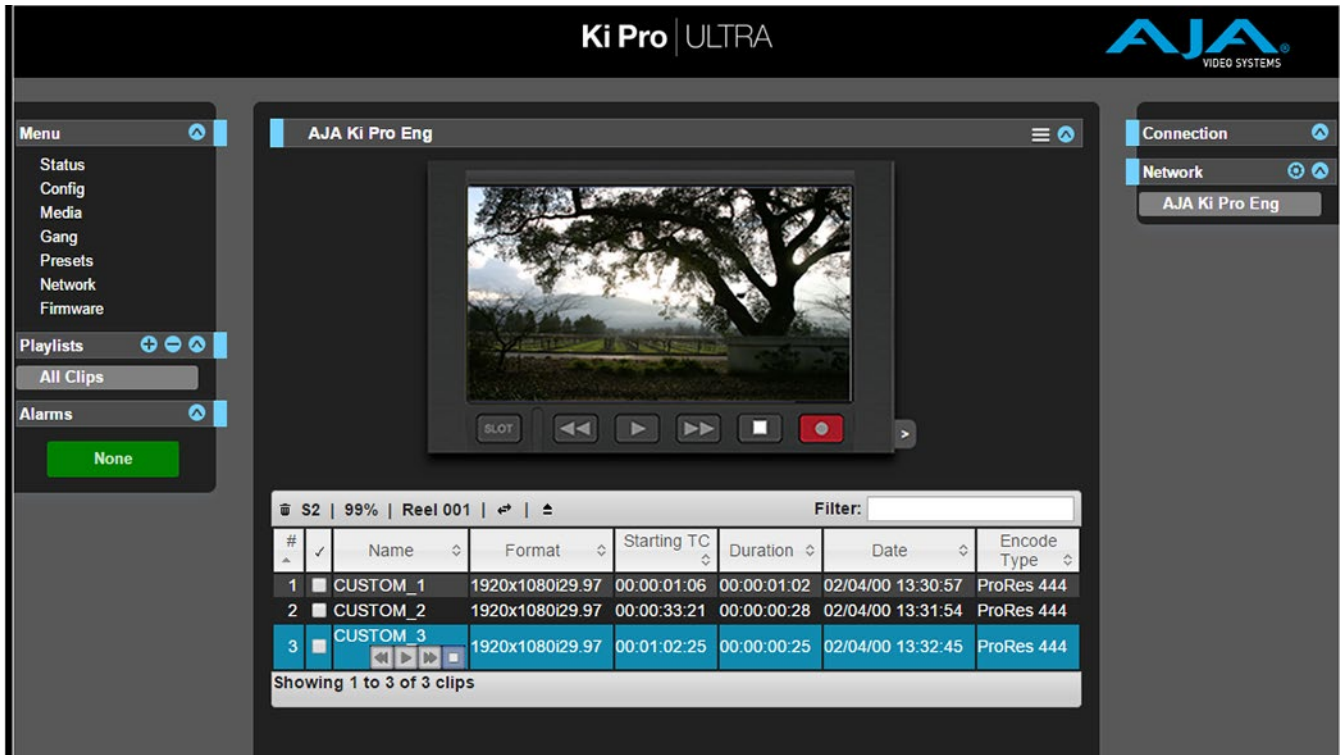 Ki Pro | ULTRA
AJA®
VIDEO SYSTEMS
Menu
Status
Config
Media
Gang
Presets
Network
Firmware
Playlists
All Clips
Alarms
None
AJA Ki Pro Eng
SLOT
>
S2 | 99% | Reel 001 | |
Filter:
# ✓ Name Format Starting TC Duration Date Encode Type
1 CUSTOM_1 1920x1080i29.97 00:00:01:06 00:00:01:02 02/04/00 13:30:57 ProRes 444
2 CUSTOM_2 1920x1080i29.97 00:00:33:21 00:00:00:28 02/04/00 13:31:54 ProRes 444
3 CUSTOM_3 1920x1080i29.97 00:01:02:25 00:00:00:25 02/04/00 13:32:45 ProRes 444
Showing 1 to 3 of 3 clips
Connection
Network
AJA Ki Pro Eng